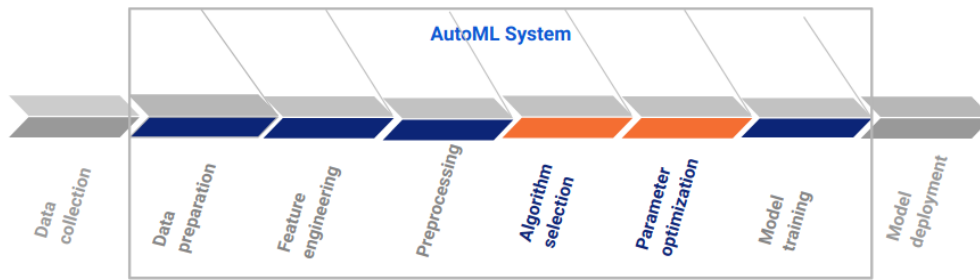 AutoML System
Data
collection
Data
preparation
Feature
engineering
Preprocessing
Algorithm
selection
Parameter
optimization
Model
training
Model
deployment